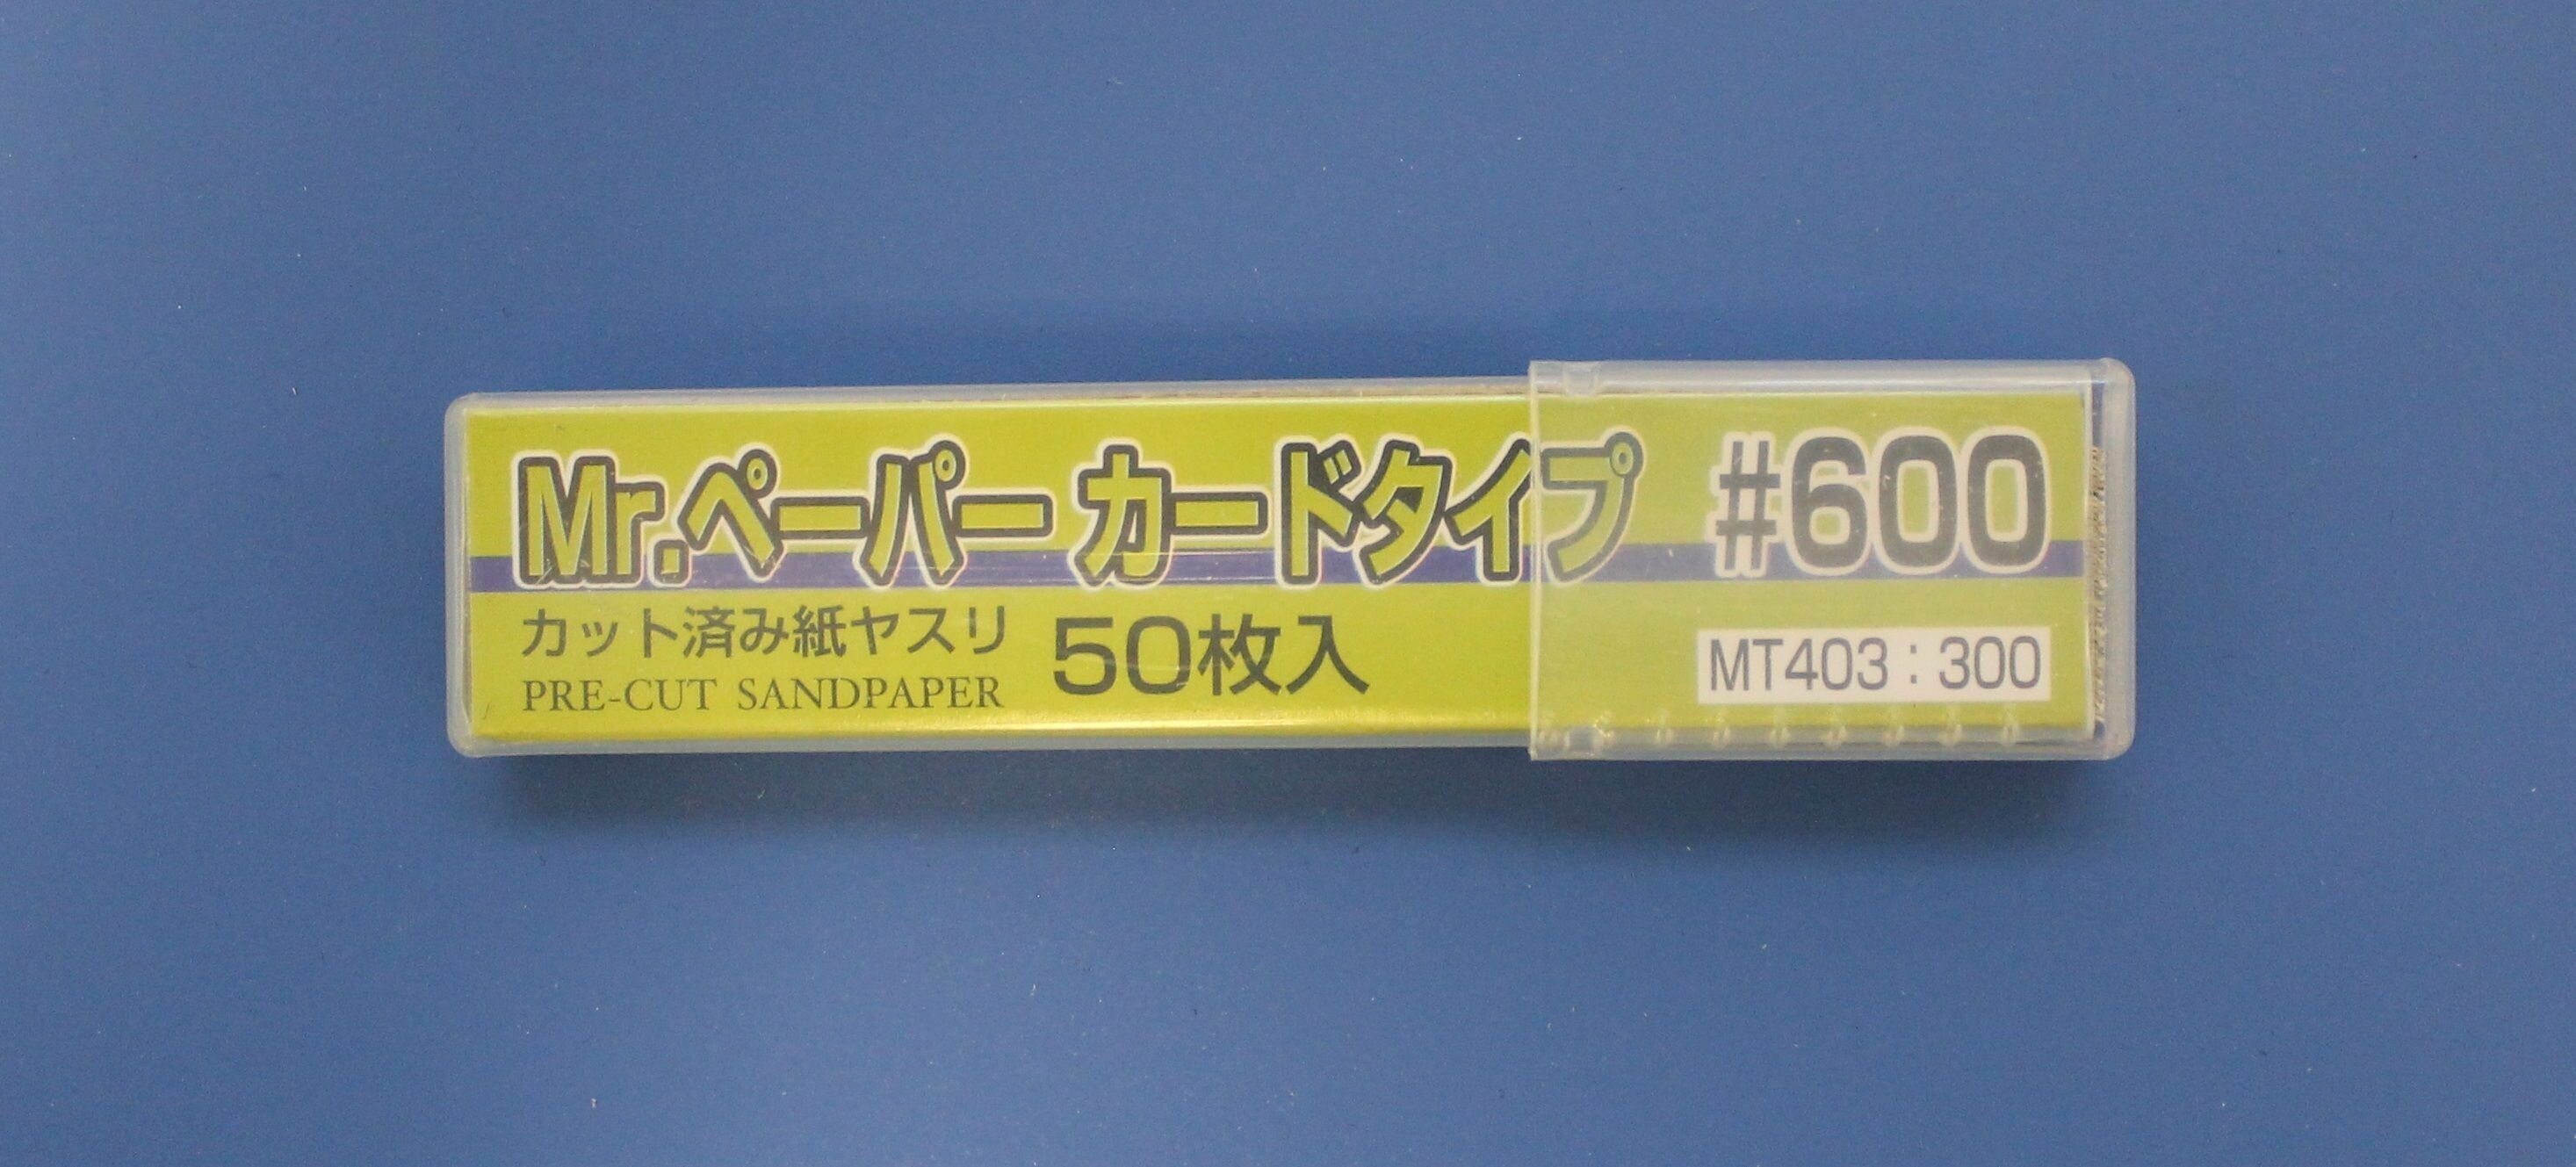 Mr.ペーパー カードタイプ #600
カット済み紙ヤスリ 50枚入
PRE-CUT SANDPAPER
MT403：300